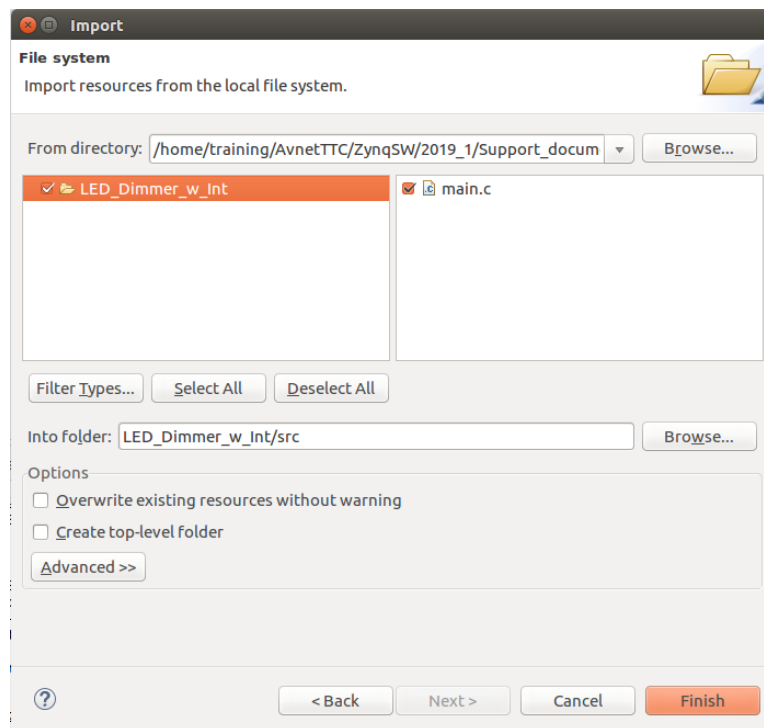 Import
File system
Import resources from the local file system.
From directory: /home/training/AvnetTTC/ZynqSW/2019_1/Support_docum Browse...
LED_Dimmer_w_Int main.c
Filter Types... Select All Deselect All
Into folder: LED_Dimmer_w_Int/src Browse...
Options
Overwrite existing resources without warning
Create top-level folder
Advanced >>
< Back Next > Cancel Finish